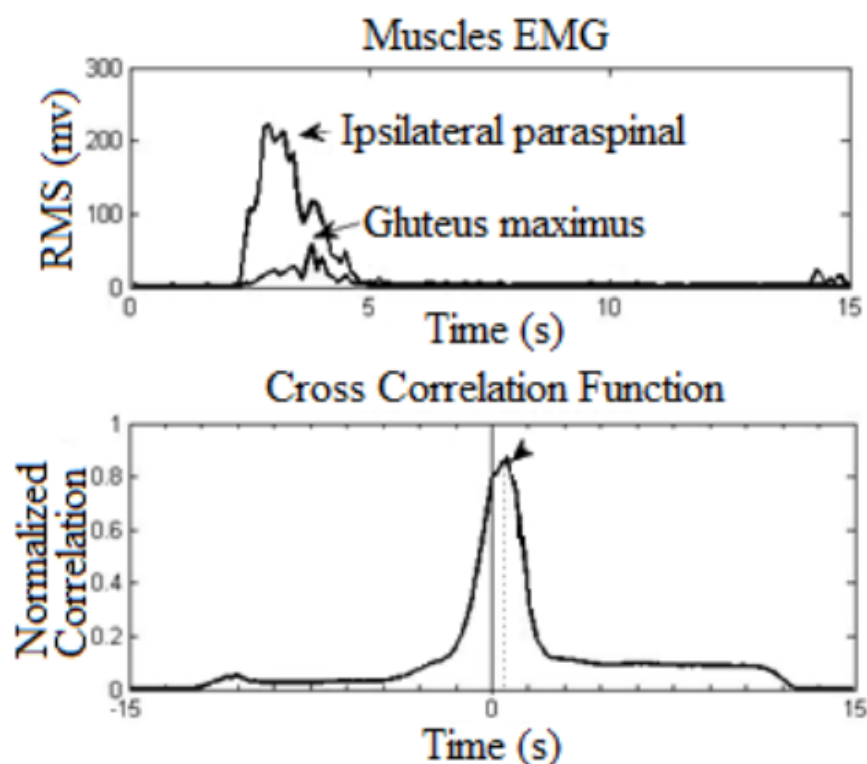 Muscles EMG
300
200
100
0
RMS (mv)
Ipsilateral paraspinal
Gluteus maximus
0 5 10 15
Time (s)
Cross Correlation Function
1
0.8
0.6
0.4
0.2
0
Normalized
Correlation
-15 0 15
Time (s)